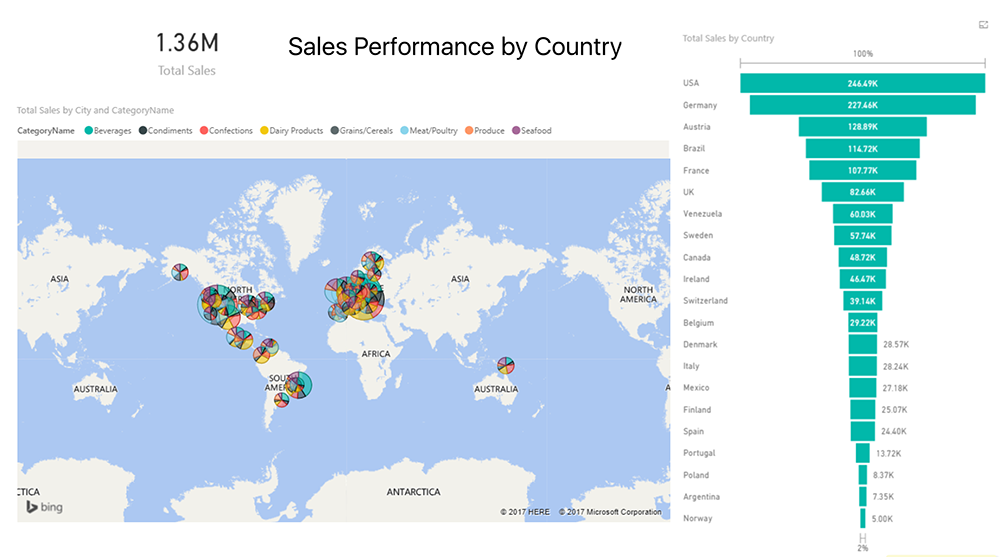 1.36M
Total Sales
Sales Performance by Country
Total Sales by City and CategoryName
CategoryName Beverages Condiments Confections Dairy Products Grains/Cereals Meat/Poultry Produce Seafood
ASIA
NORTH
ASIA
NORTH
AMERICA
AFRICA
SOU
AMER
AUSTRALIA
AUSTRALIA
A
CTICA
ANTARCTICA
bing
© 2017 HERE © 2017 Microsoft Corporation
Total Sales by Country
100%
USA 246.49K
Germany 227.46K
Austria 128.89K
Brazil 114.72K
France 107.77K
UK 82.66K
Venezuela 60.03K
Sweden 57.74K
Canada 48.72K
Ireland 46.47K
Switzerland 39.14K
Belgium 29.22K
Denmark 28.57K
Italy 28.24K
Mexico 27.18K
Finland 25.07K
Spain 24.40K
Portugal 13.72K
Poland 8.37K
Argentina 7.35K
Norway 5.00K
2%